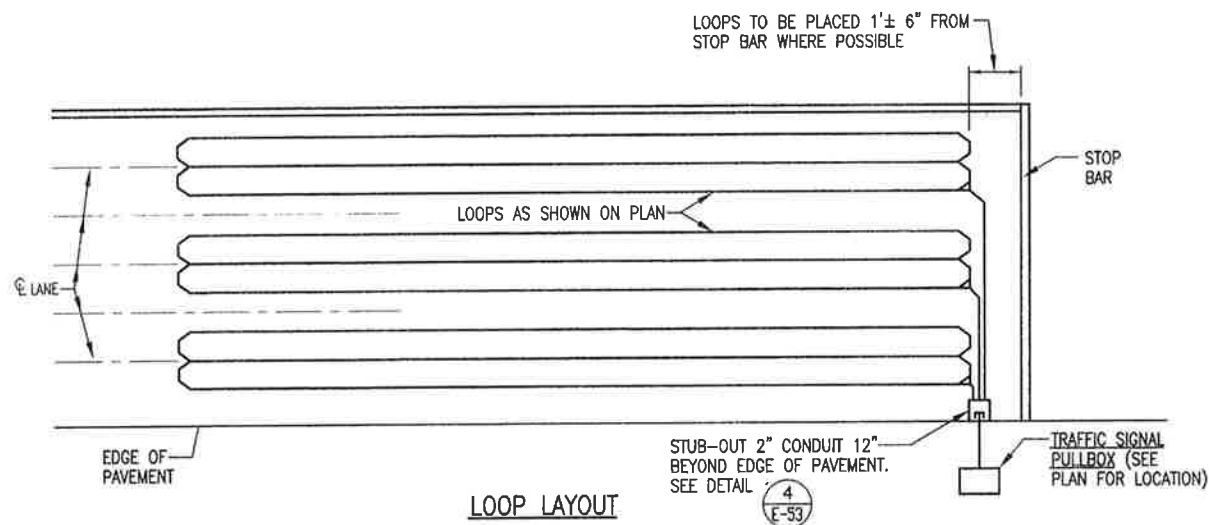 LOOPS TO BE PLACED 1'± 6" FROM
STOP BAR WHERE POSSIBLE
STOP
BAR
LOOPS AS SHOWN ON PLAN
℄ LANE
EDGE OF
PAVEMENT
STUB-OUT 2" CONDUIT 12"
BEYOND EDGE OF PAVEMENT.
SEE DETAIL
4
E-53
TRAFFIC SIGNAL
PULLBOX (SEE
PLAN FOR LOCATION)
LOOP LAYOUT